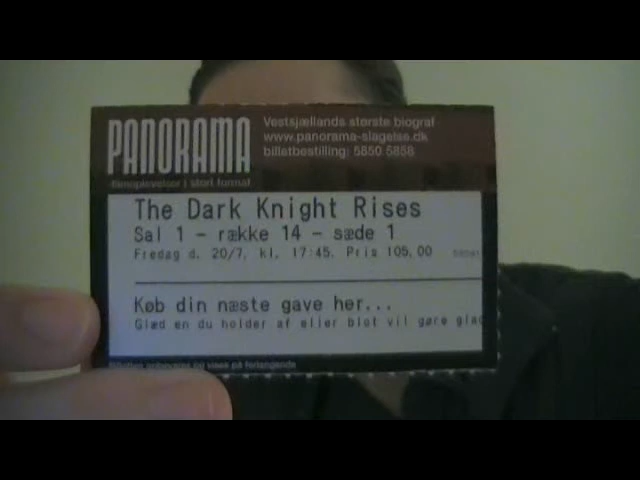 PANORAMA
Vestsjællands største biograf
www.panorama-slagelse.dk
billetbestilling: 5850 5858
filmoplevelser i stort format
The Dark Knight Rises
Sal 1 - række 14 - sæde 1
Fredag d. 20/7, kl. 17:45. Pris 105,00
Køb din næste gave her...
Glæd en du holder af eller blot vil gøre glad